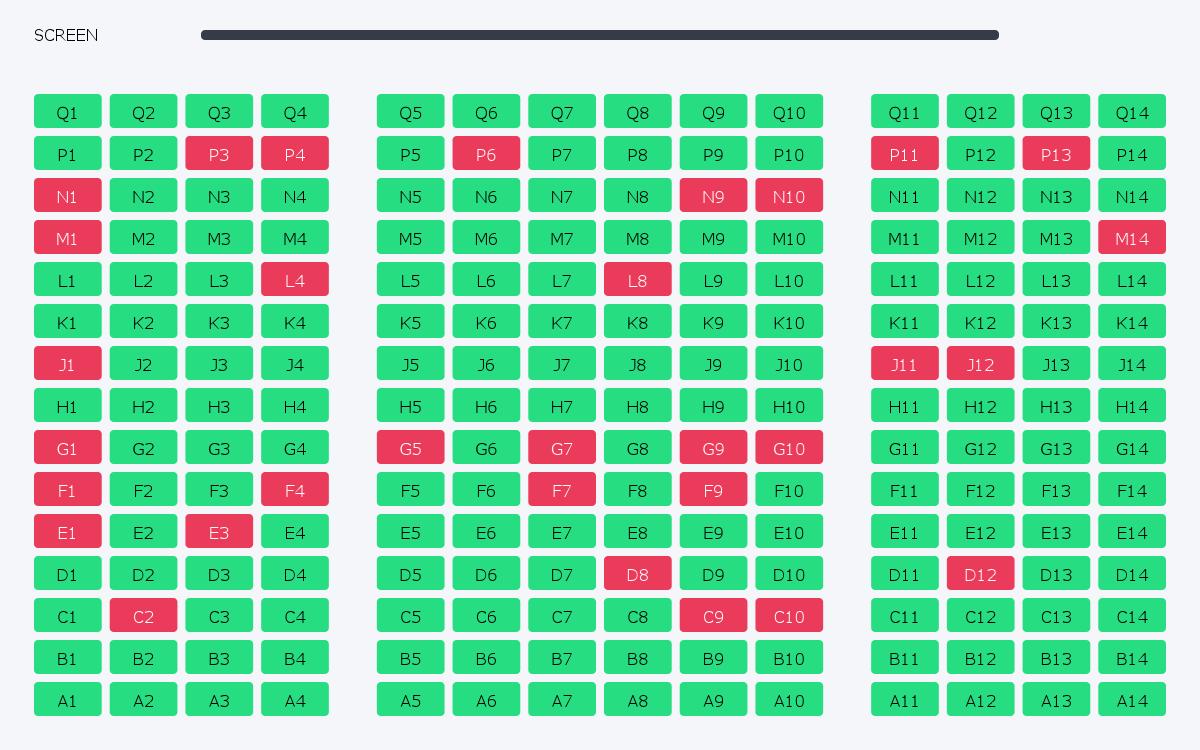 SCREEN
Q1 Q2 Q3 Q4 Q5 Q6 Q7 Q8 Q9 Q10 Q11 Q12 Q13 Q14
P1 P2 P3 P4 P5 P6 P7 P8 P9 P10 P11 P12 P13 P14
N1 N2 N3 N4 N5 N6 N7 N8 N9 N10 N11 N12 N13 N14
M1 M2 M3 M4 M5 M6 M7 M8 M9 M10 M11 M12 M13 M14
L1 L2 L3 L4 L5 L6 L7 L8 L9 L10 L11 L12 L13 L14
K1 K2 K3 K4 K5 K6 K7 K8 K9 K10 K11 K12 K13 K14
J1 J2 J3 J4 J5 J6 J7 J8 J9 J10 J11 J12 J13 J14
H1 H2 H3 H4 H5 H6 H7 H8 H9 H10 H11 H12 H13 H14
G1 G2 G3 G4 G5 G6 G7 G8 G9 G10 G11 G12 G13 G14
F1 F2 F3 F4 F5 F6 F7 F8 F9 F10 F11 F12 F13 F14
E1 E2 E3 E4 E5 E6 E7 E8 E9 E10 E11 E12 E13 E14
D1 D2 D3 D4 D5 D6 D7 D8 D9 D10 D11 D12 D13 D14
C1 C2 C3 C4 C5 C6 C7 C8 C9 C10 C11 C12 C13 C14
B1 B2 B3 B4 B5 B6 B7 B8 B9 B10 B11 B12 B13 B14
A1 A2 A3 A4 A5 A6 A7 A8 A9 A10 A11 A12 A13 A14